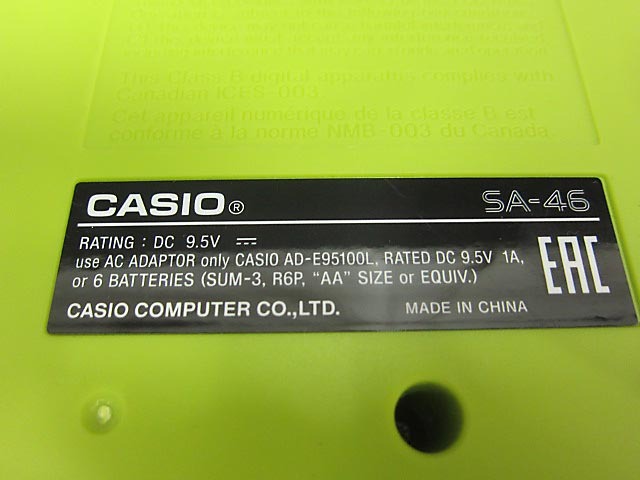 This Class B digital apparatus complies with
Canadian ICES-003.
Cet appareil numérique de la classe B est
conforme à la norme NMB-003 du Canada.
CASIO® SA-46
RATING : DC 9.5V ⎓
use AC ADAPTOR only CASIO AD-E95100L, RATED DC 9.5V 1A,
or 6 BATTERIES (SUM-3, R6P, “AA” SIZE or EQUIV.)
EAC
CASIO COMPUTER CO.,LTD. MADE IN CHINA